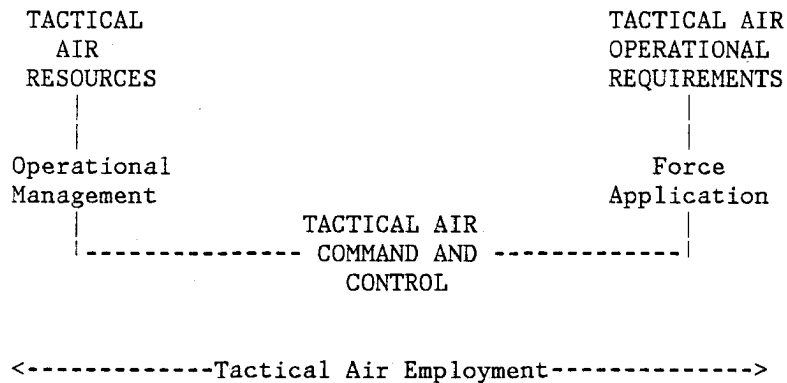 TACTICAL
AIR
RESOURCES
TACTICAL AIR
OPERATIONAL
REQUIREMENTS
Operational
Management
Force
Application
TACTICAL AIR
COMMAND AND
CONTROL
<-------------Tactical Air Employment------------->